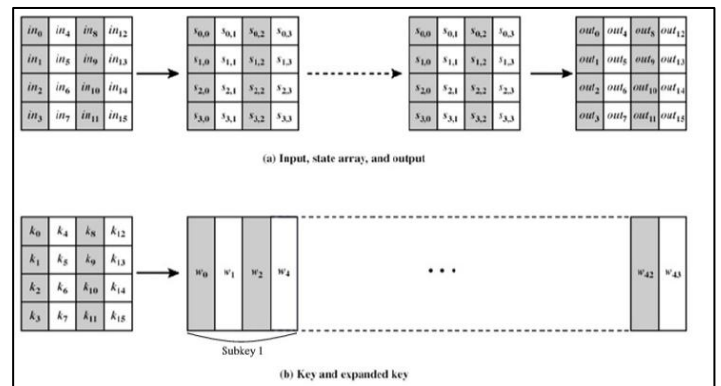 in0 in4 in8 in12 s0,0 s0,1 s0,2 s0,3 s0,0 s0,1 s0,2 s0,3 out0 out4 out8 out12
in1 in5 in9 in13 s1,0 s1,1 s1,2 s1,3 s1,0 s1,1 s1,2 s1,3 out1 out5 out9 out13
in2 in6 in10 in14 s2,0 s2,1 s2,2 s2,3 s2,0 s2,1 s2,2 s2,3 out2 out6 out10 out14
in3 in7 in11 in15 s3,0 s3,1 s3,2 s3,3 s3,0 s3,1 s3,2 s3,3 out3 out7 out11 out15
(a) Input, state array, and output
k0 k4 k8 k12
k1 k5 k9 k13
w0 w1 w2 w4 • • • w42 w43
k2 k6 k10 k14
k3 k7 k11 k15
Subkey 1
(b) Key and expanded key